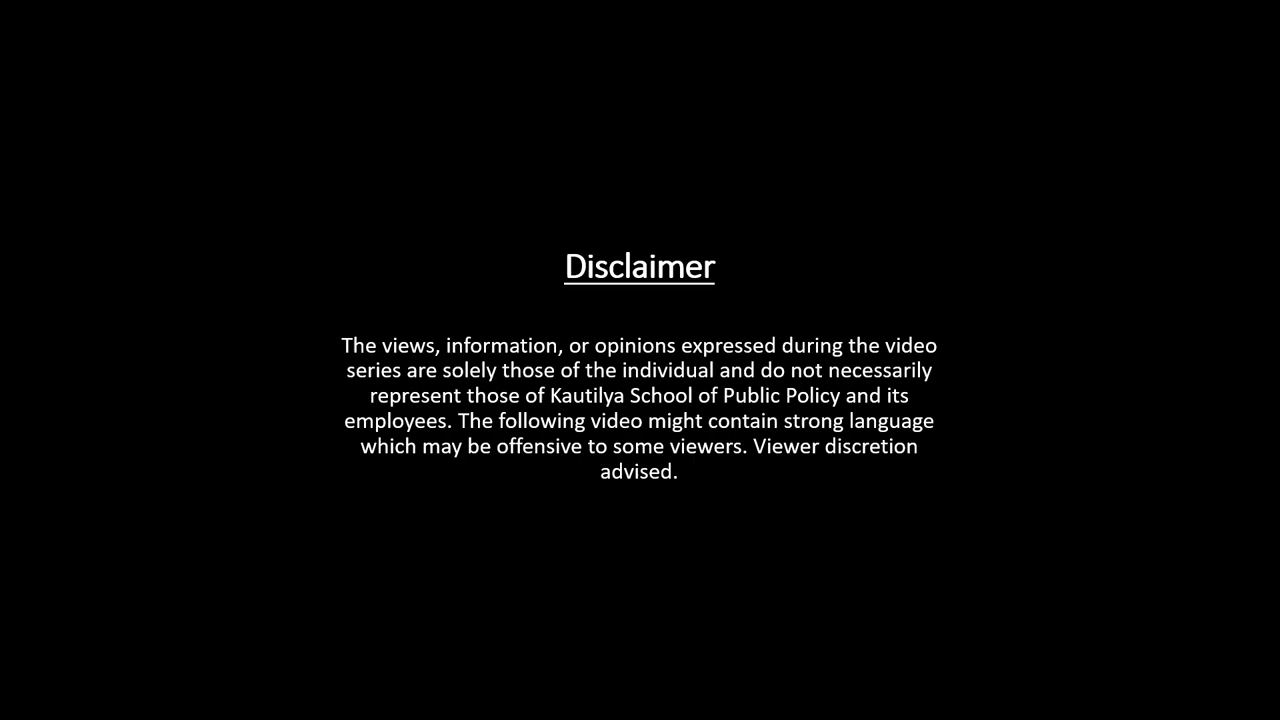 Disclaimer
The views, information, or opinions expressed during the video
series are solely those of the individual and do not necessarily
represent those of Kautilya School of Public Policy and its
employees. The following video might contain strong language
which may be offensive to some viewers. Viewer discretion
advised.